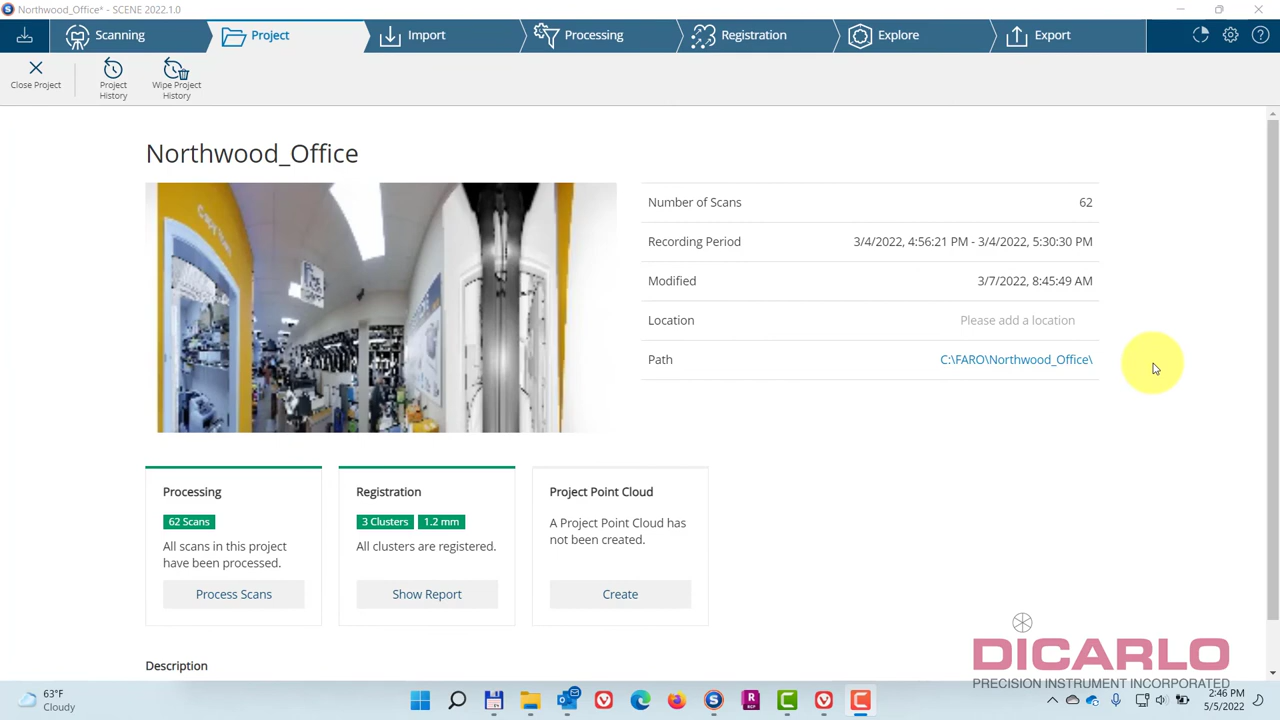 Northwood_Office* - SCENE 2022.1.0
Scanning
Project
Import
Processing
Registration
Explore
Export
Close Project
Project
History
Wipe Project
History
Northwood_Office
Number of Scans 62
Recording Period 3/4/2022, 4:56:21 PM - 3/4/2022, 5:30:30 PM
Modified 3/7/2022, 8:45:49 AM
Location Please add a location
Path C:\FARO\Northwood_Office\
Processing
62 Scans
All scans in this project
have been processed.
Process Scans
Registration
3 Clusters 1.2 mm
All clusters are registered.
Show Report
Project Point Cloud
A Project Point Cloud has
not been created.
Create
Description
DICARLO
PRECISION INSTRUMENT INCORPORATED
63°F
Cloudy
2:46 PM
5/5/2022